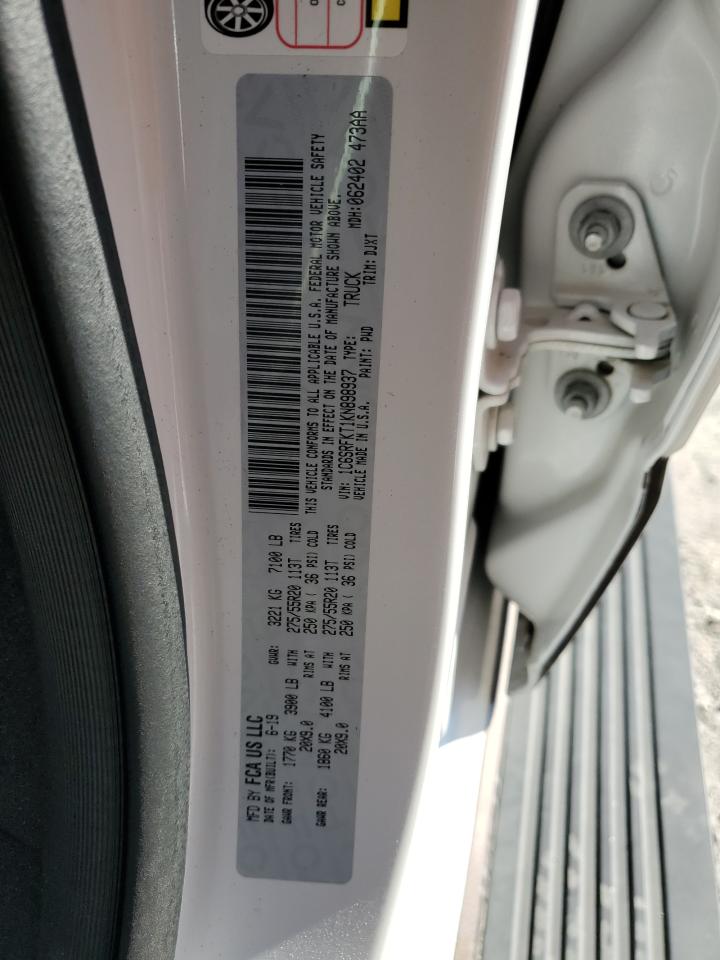 MFD BY FCA US LLC
DATE OF MFR(BUILT): 6-19 GVWR: 3221 KG 7100 LB
GAWR FRONT: 1770 KG 3900 LB WITH 275/55R20 113T TIRES
20X9.0 RIMS AT 250 KPA ( 36 PSI) COLD
GAWR REAR: 1860 KG 4100 LB WITH 275/55R20 113T TIRES
20X9.0 RIMS AT 250 KPA ( 36 PSI) COLD
THIS VEHICLE CONFORMS TO ALL APPLICABLE U.S.A. FEDERAL MOTOR VEHICLE SAFETY
STANDARDS IN EFFECT ON THE DATE OF MANUFACTURE SHOWN ABOVE.
VIN: 1C6SRFKT1KN898937 TYPE: TRUCK MDH:062402 473AA
VEHICLE MADE IN U.S.A. PAINT: PWD TRIM: DJXT